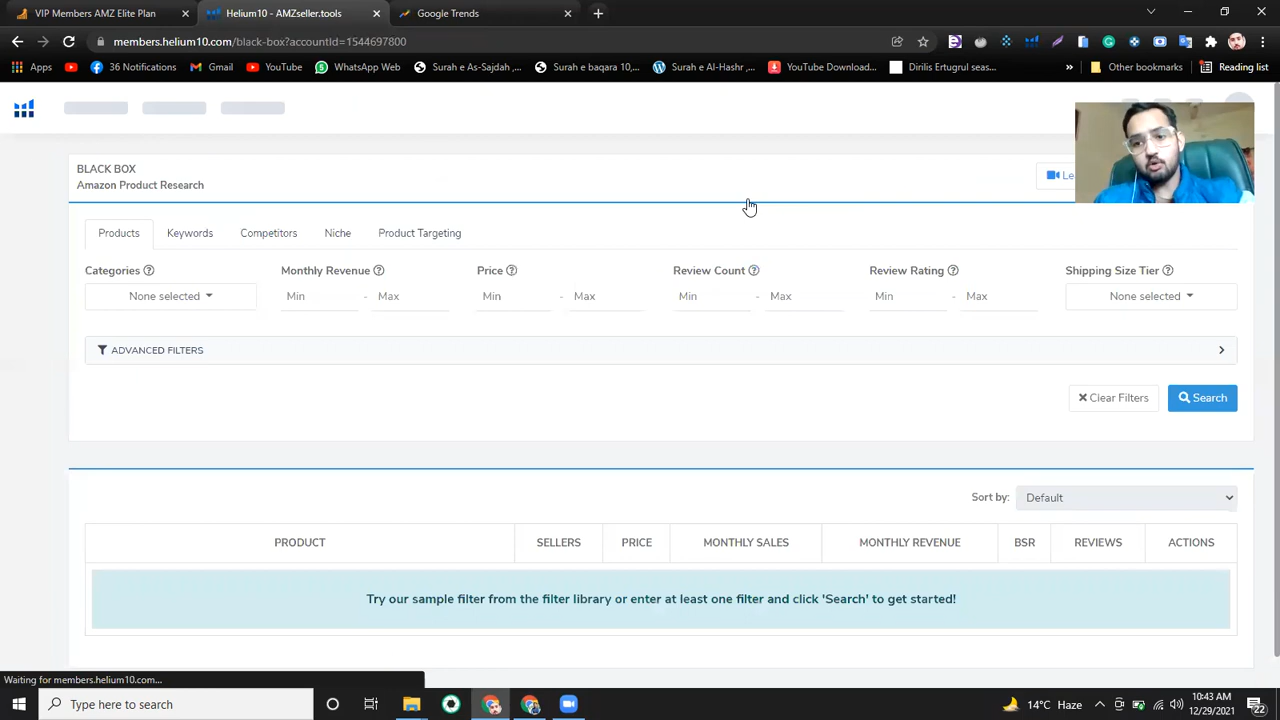 VIP Members AMZ Elite Plan
Helium10 - AMZseller.tools
Google Trends
members.helium10.com/black-box?accountId=1544697800
Apps
36 Notifications
Gmail
YouTube
WhatsApp Web
Surah e As-Sajdah ,...
Surah e baqara 10,...
Surah e Al-Hashr ,...
YouTube Download...
Dirilis Ertugrul seas...
»
Other bookmarks
Reading list
BLACK BOX
Amazon Product Research
Le
Products
Keywords
Competitors
Niche
Product Targeting
Categories
Monthly Revenue
Price
Review Count
Review Rating
Shipping Size Tier
None selected
Min - Max
Min - Max
Min - Max
Min - Max
None selected
ADVANCED FILTERS
Clear Filters
Search
Sort by: Default
PRODUCT
SELLERS
PRICE
MONTHLY SALES
MONTHLY REVENUE
BSR
REVIEWS
ACTIONS
Try our sample filter from the filter library or enter at least one filter and click 'Search' to get started!
Waiting for members.helium10.com...
Type here to search
14°C Haze
10:43 AM
12/29/2021
22